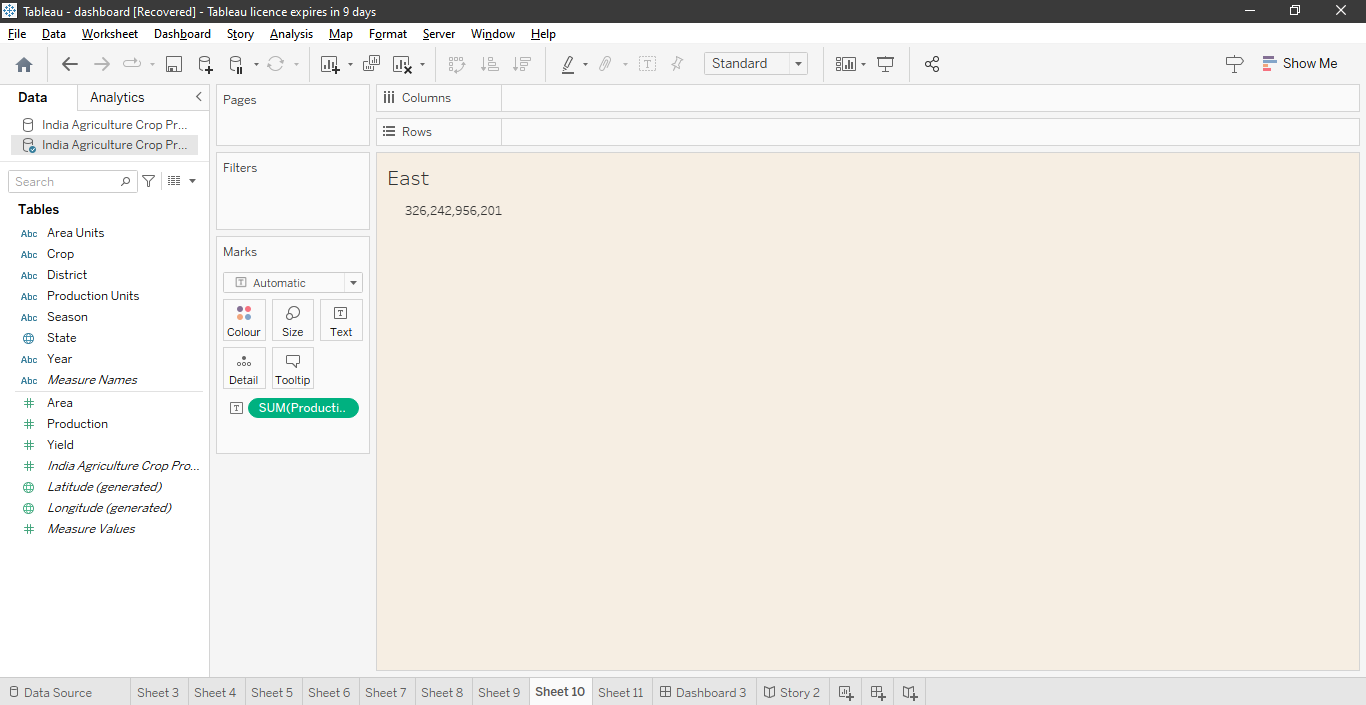 Tableau - dashboard [Recovered] - Tableau licence expires in 9 days
File Data Worksheet Dashboard Story Analysis Map Format Server Window Help
Standard
Show Me
Data Analytics
India Agriculture Crop Pr...
India Agriculture Crop Pr...
Search
Tables
Abc Area Units
Abc Crop
Abc District
Abc Production Units
Abc Season
State
Abc Year
Abc Measure Names
# Area
# Production
# Yield
# India Agriculture Crop Pro...
Latitude (generated)
Longitude (generated)
# Measure Values
Pages
Filters
Marks
T Automatic
Colour Size T Text
Detail Tooltip
T SUM(Producti..
Columns
Rows
East
326,242,956,201
Data Source Sheet 3 Sheet 4 Sheet 5 Sheet 6 Sheet 7 Sheet 8 Sheet 9 Sheet 10 Sheet 11 Dashboard 3 Story 2